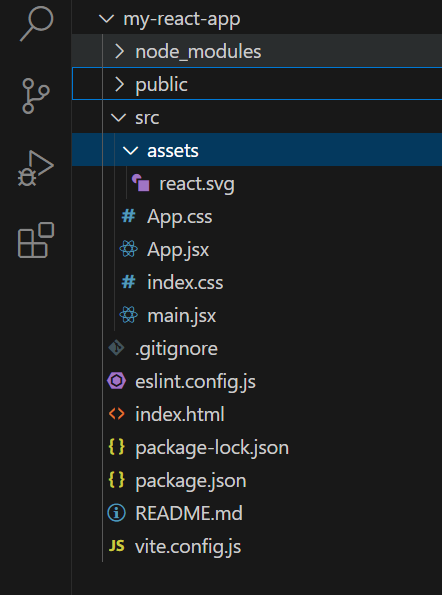 my-react-app
node_modules
public
src
assets
react.svg
# App.css
App.jsx
# index.css
main.jsx
.gitignore
eslint.config.js
<> index.html
{} package-lock.json
{} package.json
README.md
JS vite.config.js